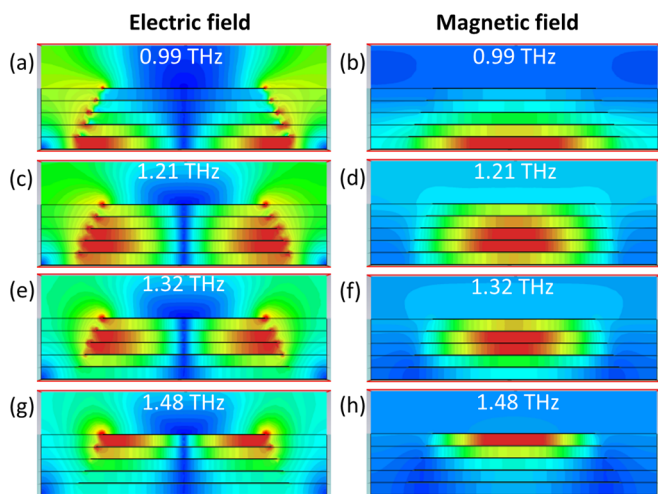 Electric field Magnetic field
(a) 0.99 THz (b) 0.99 THz
(c) 1.21 THz (d) 1.21 THz
(e) 1.32 THz (f) 1.32 THz
(g) 1.48 THz (h) 1.48 THz